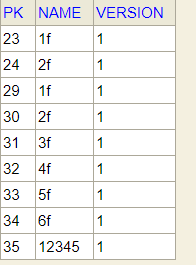 PK NAME VERSION
23 1f 1
24 2f 1
29 1f 1
30 2f 1
31 3f 1
32 4f 1
33 5f 1
34 6f 1
35 12345 1